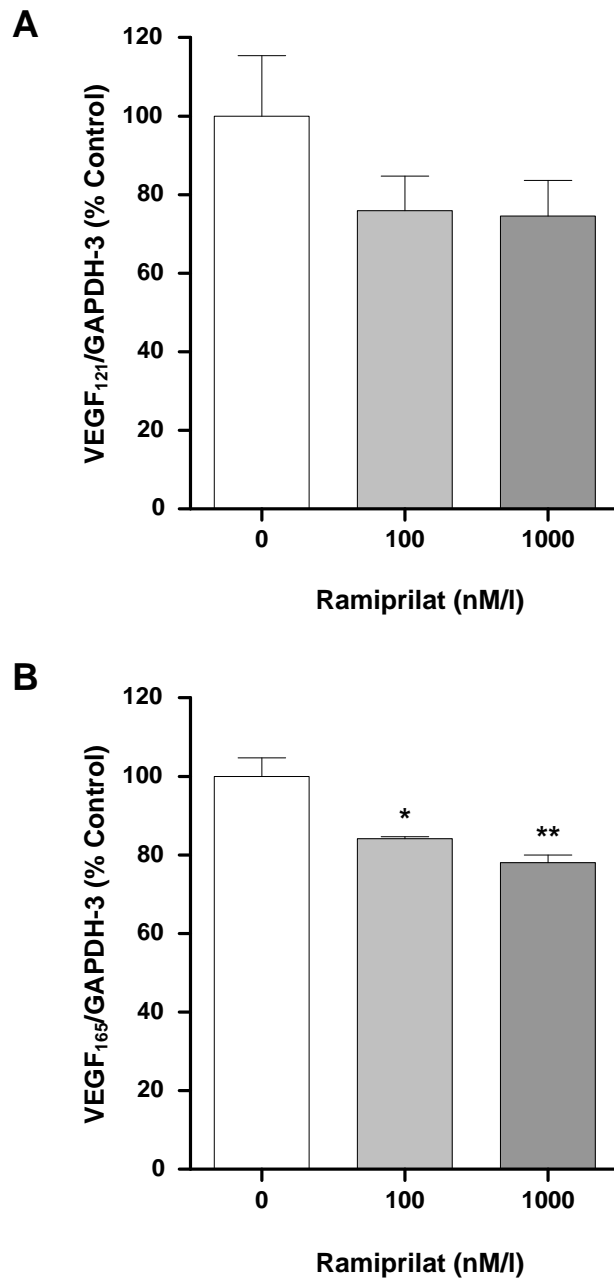 A
VEGF₁₂₁/GAPDH-3 (% Control)
120
100
80
60
40
20
0
0 100 1000
Ramiprilat (nM/l)
B
VEGF₁₆₅/GAPDH-3 (% Control)
120
100
80
60
40
20
0
*
**
0 100 1000
Ramiprilat (nM/l)